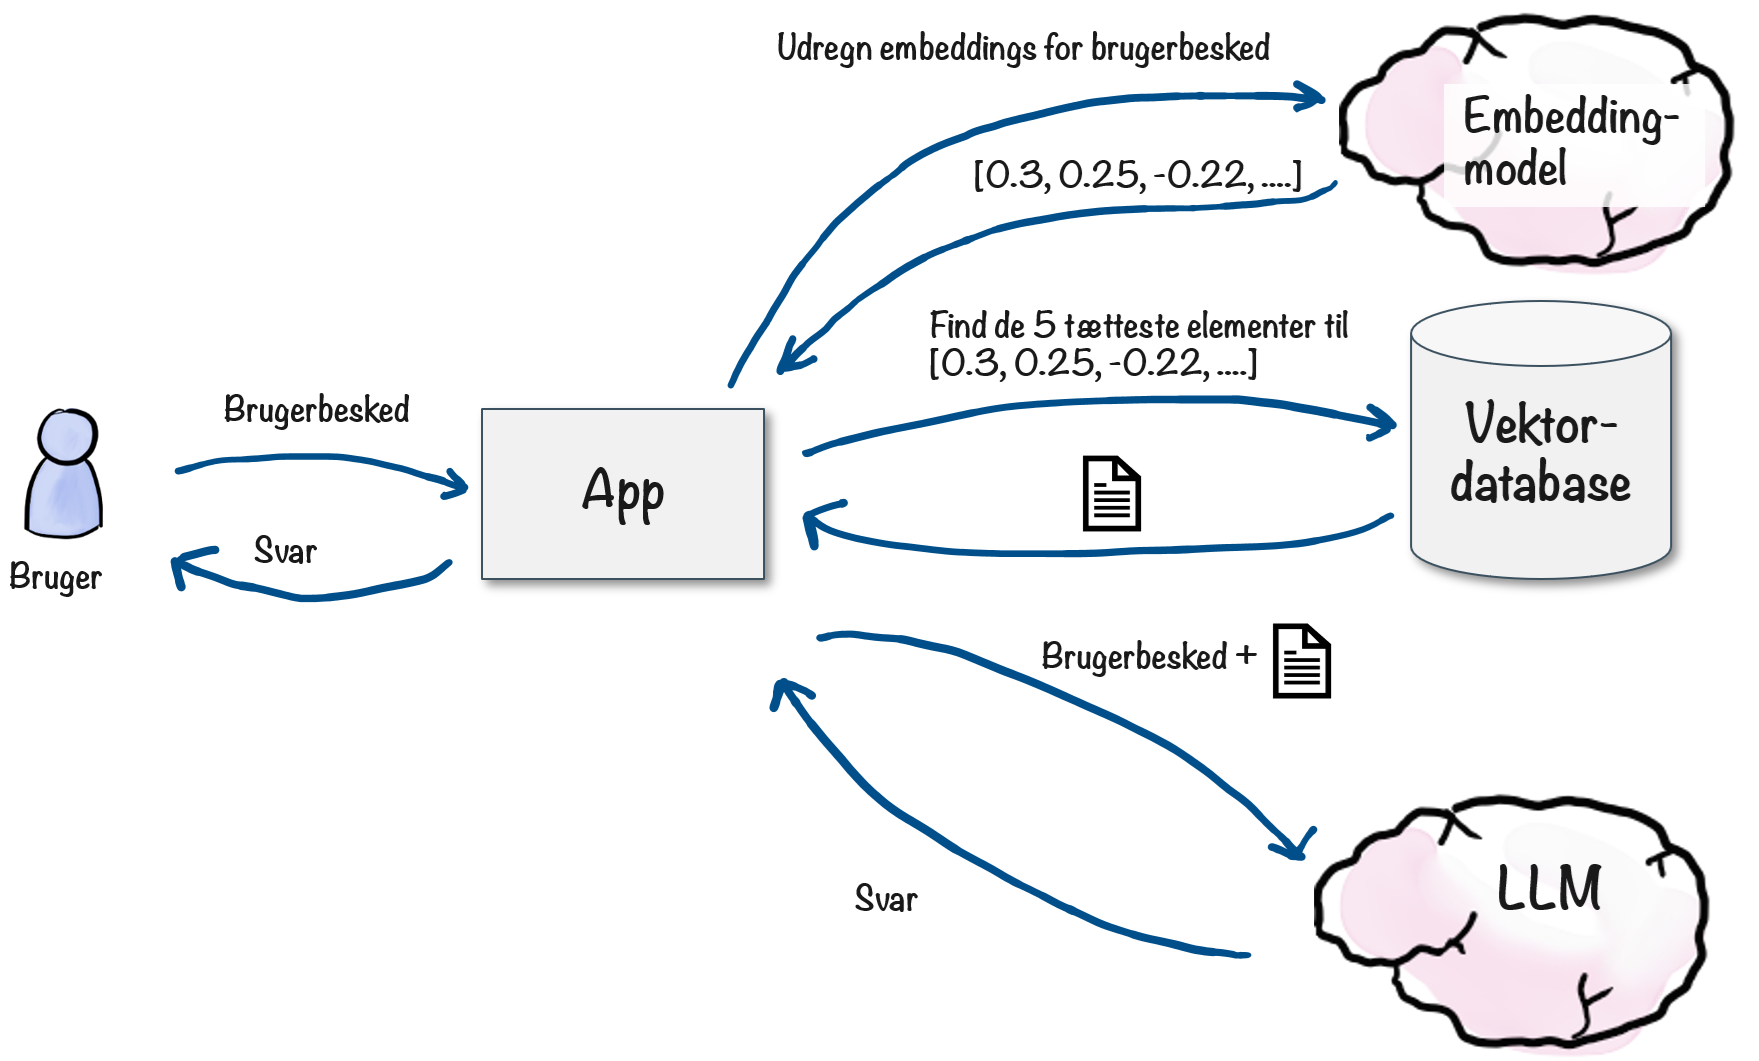 Udregn embeddings for brugerbesked
Embedding-
model
[0.3, 0.25, -0.22, ....]
Find de 5 tætteste elementer til
[0.3, 0.25, -0.22, ....]
Brugerbesked
App
Vektor-
database
Svar
Bruger
Brugerbesked +
LLM
Svar